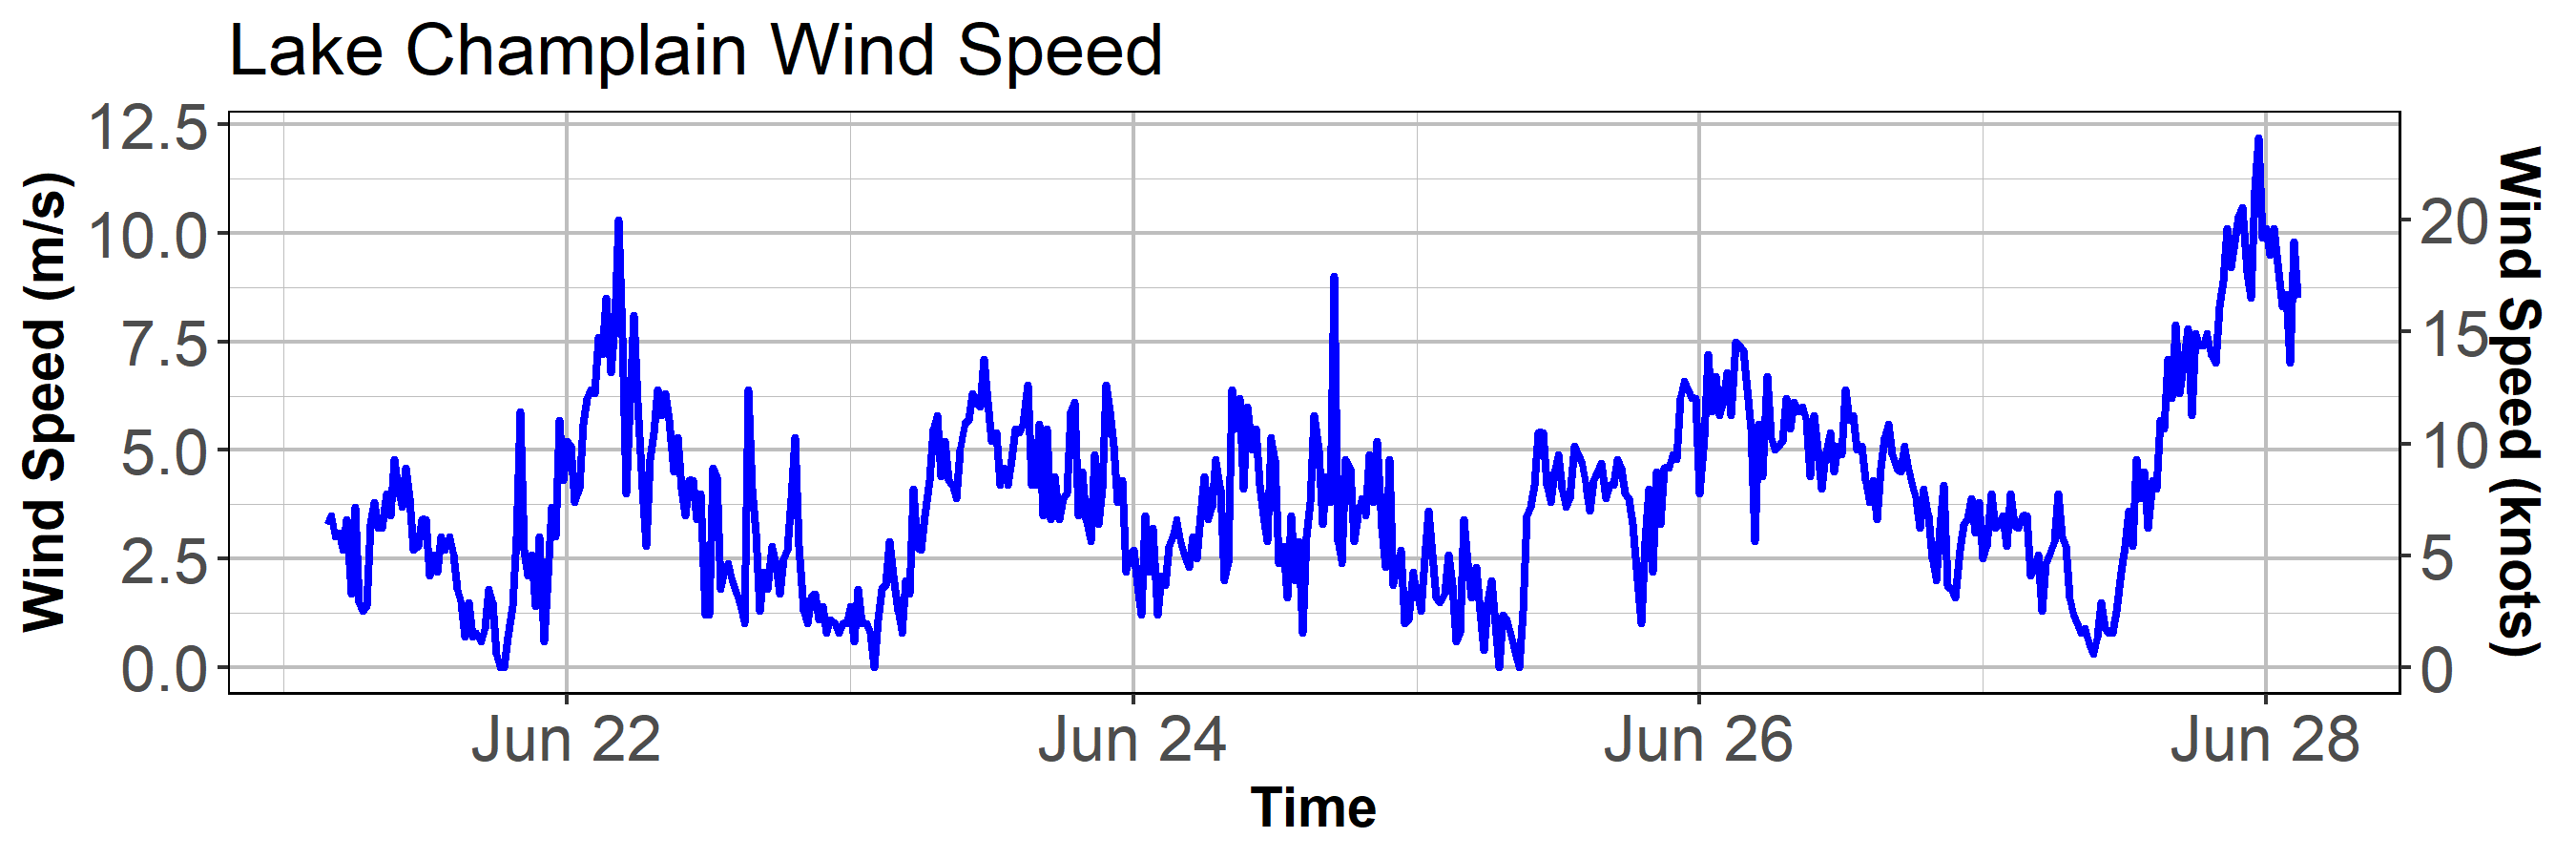 Lake Champlain Wind Speed
12.5
10.0
7.5
5.0
2.5
0.0
Wind Speed (m/s)
20
15
10
5
0
Wind Speed (knots)
Jun 22 Jun 24 Jun 26 Jun 28
Time